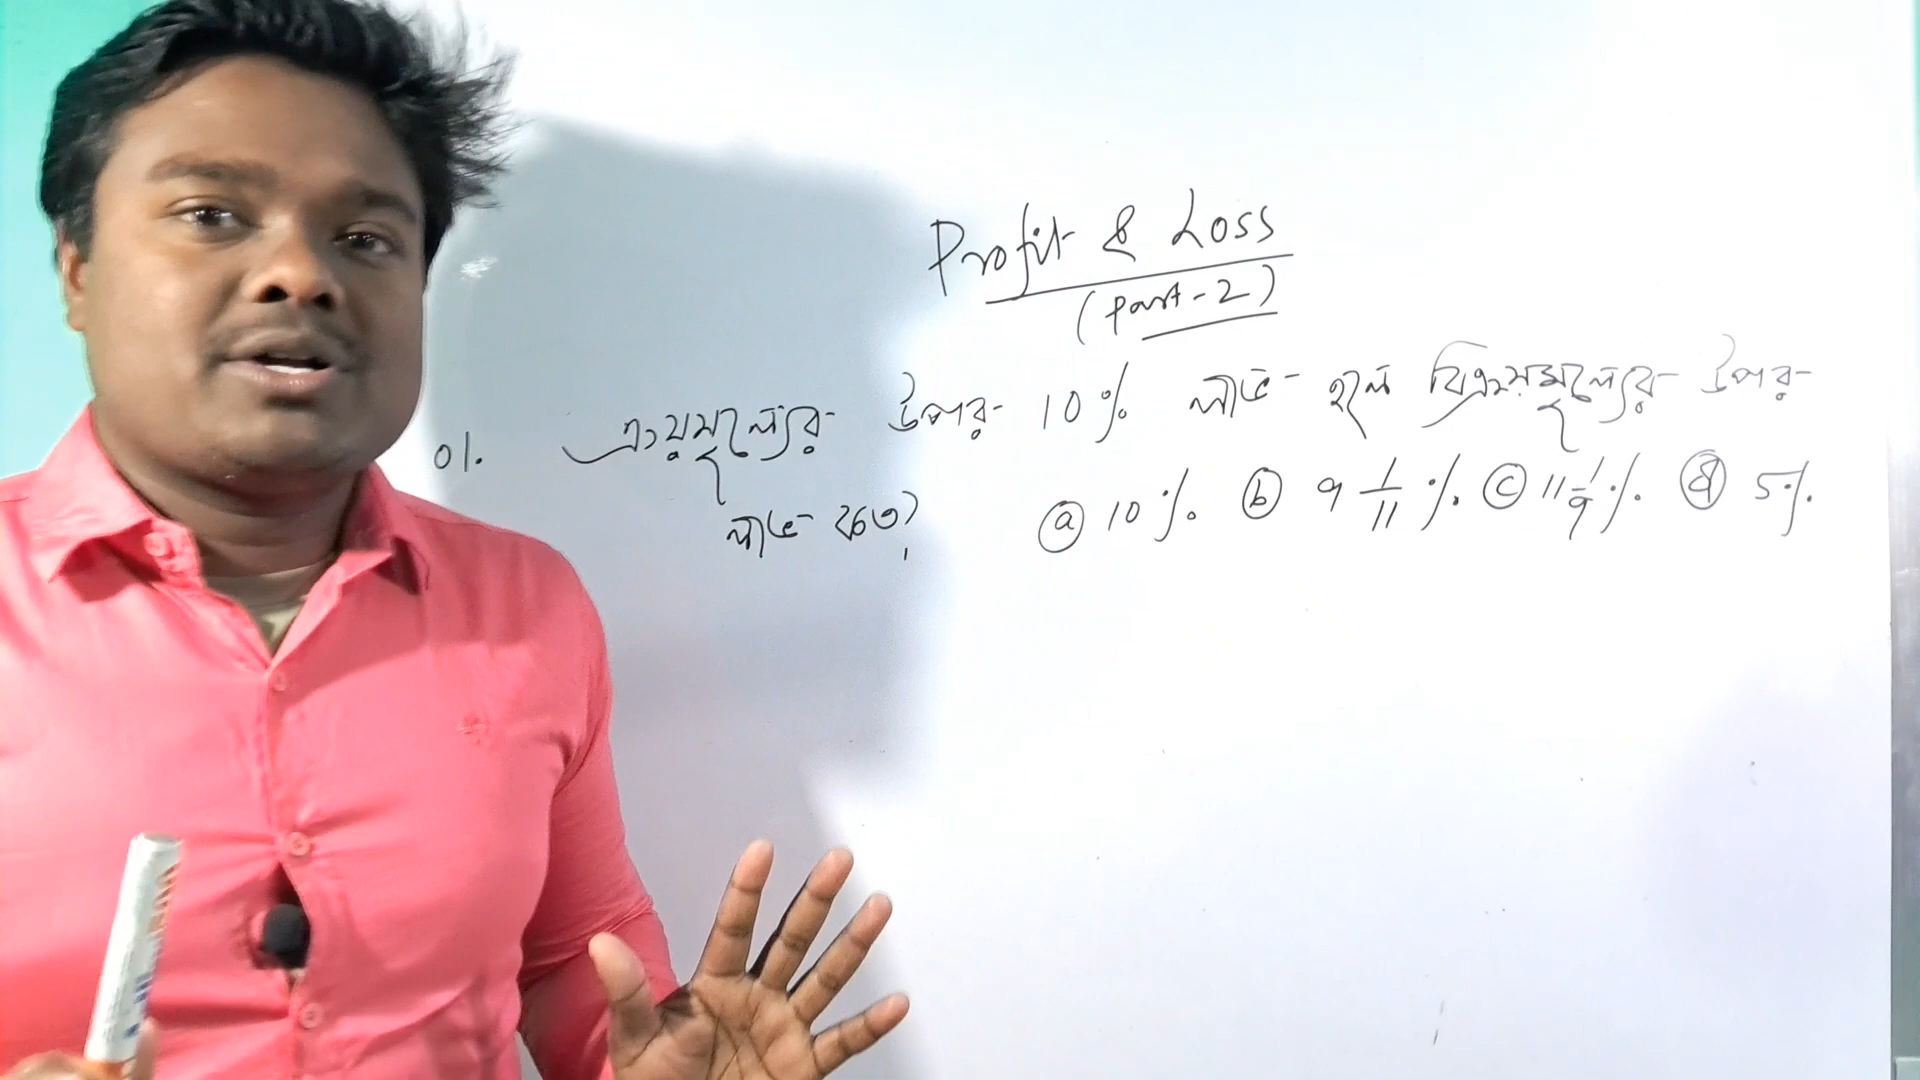 Profit & Loss
(Part-2)
01. ক্রয়মূল্যের উপর 10% লাভ হলে বিক্রয়মূল্যের উপর
লাভ কত? ⓐ 10% ⓑ 9 1/11 % ⓒ 11 1/9 % ⓓ 5%